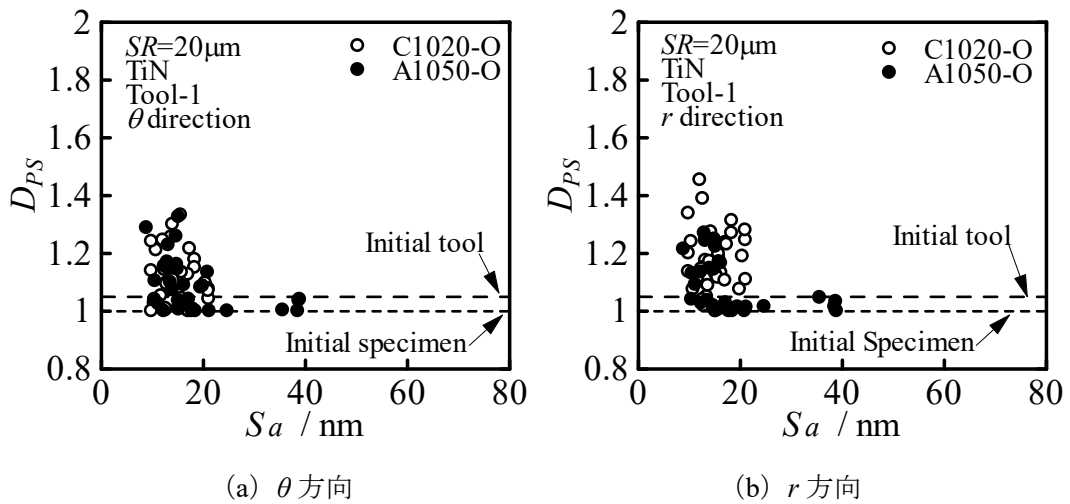 2
1.8
1.6
1.4
1.2
1
0.8
D_PS
SR=20μm
TiN
Tool-1
θ direction
C1020-O
A1050-O
Initial tool
Initial specimen
0 20 40 60 80
Sa / nm
(a) θ 方向
2
1.8
1.6
1.4
1.2
1
0.8
D_PS
SR=20μm
TiN
Tool-1
r direction
C1020-O
A1050-O
Initial tool
Initial Specimen
0 20 40 60 80
Sa / nm
(b) r 方向